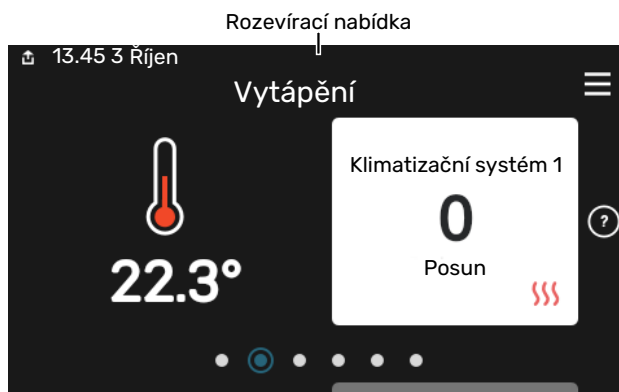 Rozevírací nabídka
13.45 3 Říjen
Vytápění
Klimatizační systém 1
0
Posun
22.3°
?